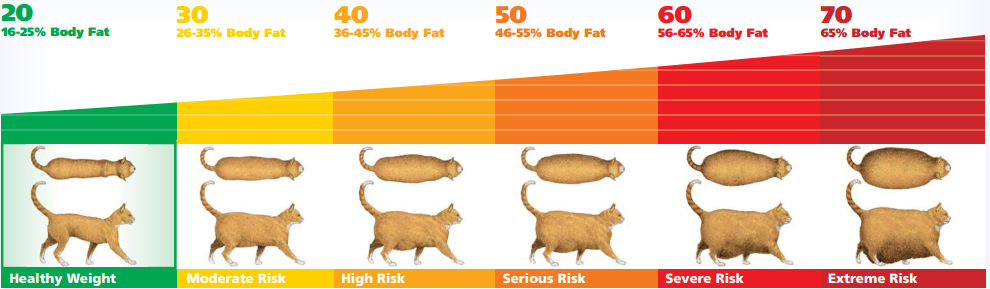 20
16-25% Body Fat
30
26-35% Body Fat
40
36-45% Body Fat
50
46-55% Body Fat
60
56-65% Body Fat
70
65% Body Fat
Healthy Weight
Moderate Risk
High Risk
Serious Risk
Severe Risk
Extreme Risk